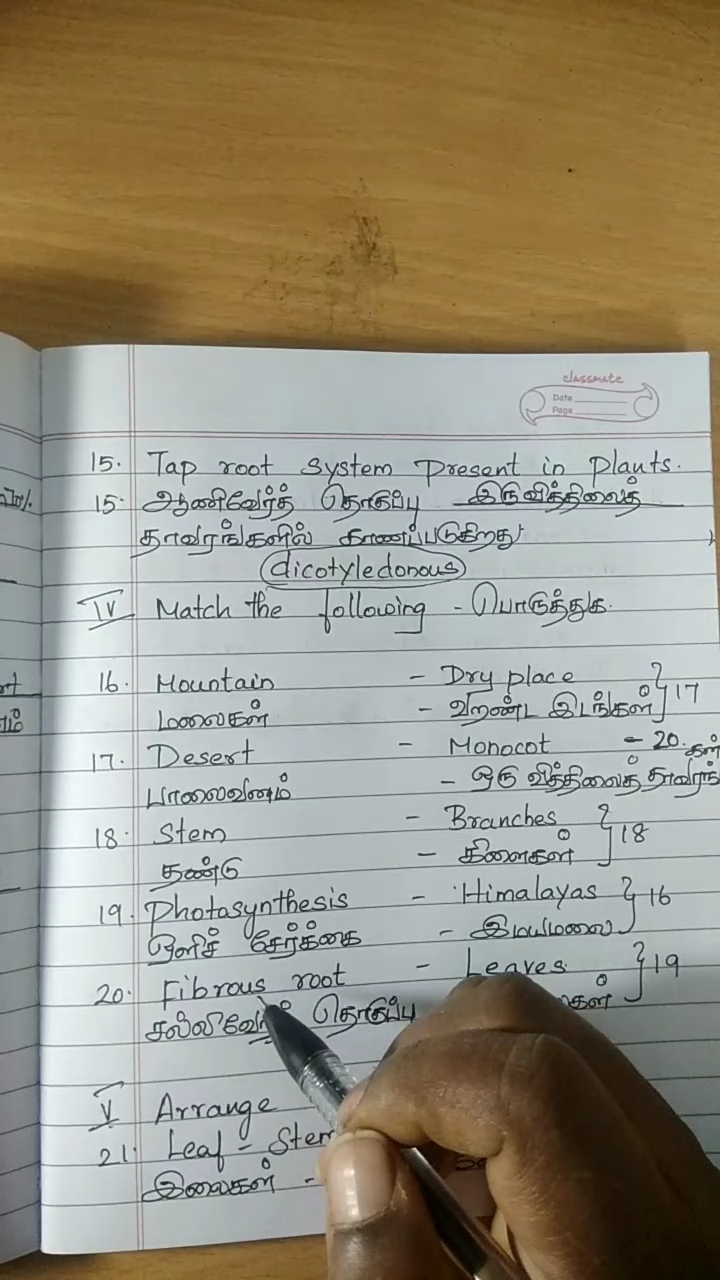 classmate
Date
Page
15. Tap root system Present in Plants.
15. ஆணிவேர்த் தொகுப்பு இருவித்திலைத்
தாவரங்களில் காணப்படுகிறது
dicotyledonous
IV Match the following - பொருத்துக.
16. Mountain - Dry place
மலைகள் - வறண்ட இடங்கள் } 17
17. Desert - Monocot - 20.
பாலைவனம் - ஒரு வித்திலைத் தாவரங்கள்
18. Stem - Branches
தண்டு - கிளைகள் } 18
19. Photasynthesis - Himalayas } 16
ஒளிச் சேர்க்கை - இமயமலை
20. Fibrous root - Leaves } 19
சல்லிவேர் தொகுப்பு
V Arrange
21. Leaf - Stem
இலைகள் -